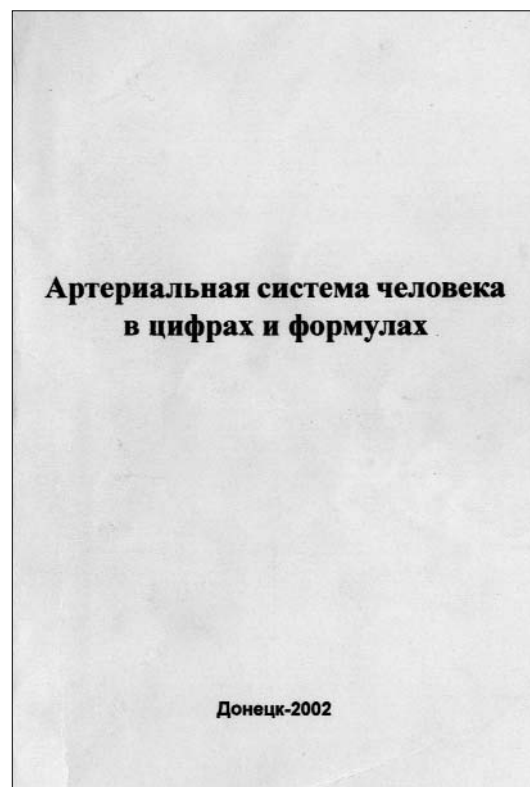 Артериальная система человека
в цифрах и формулах
Донецк-2002